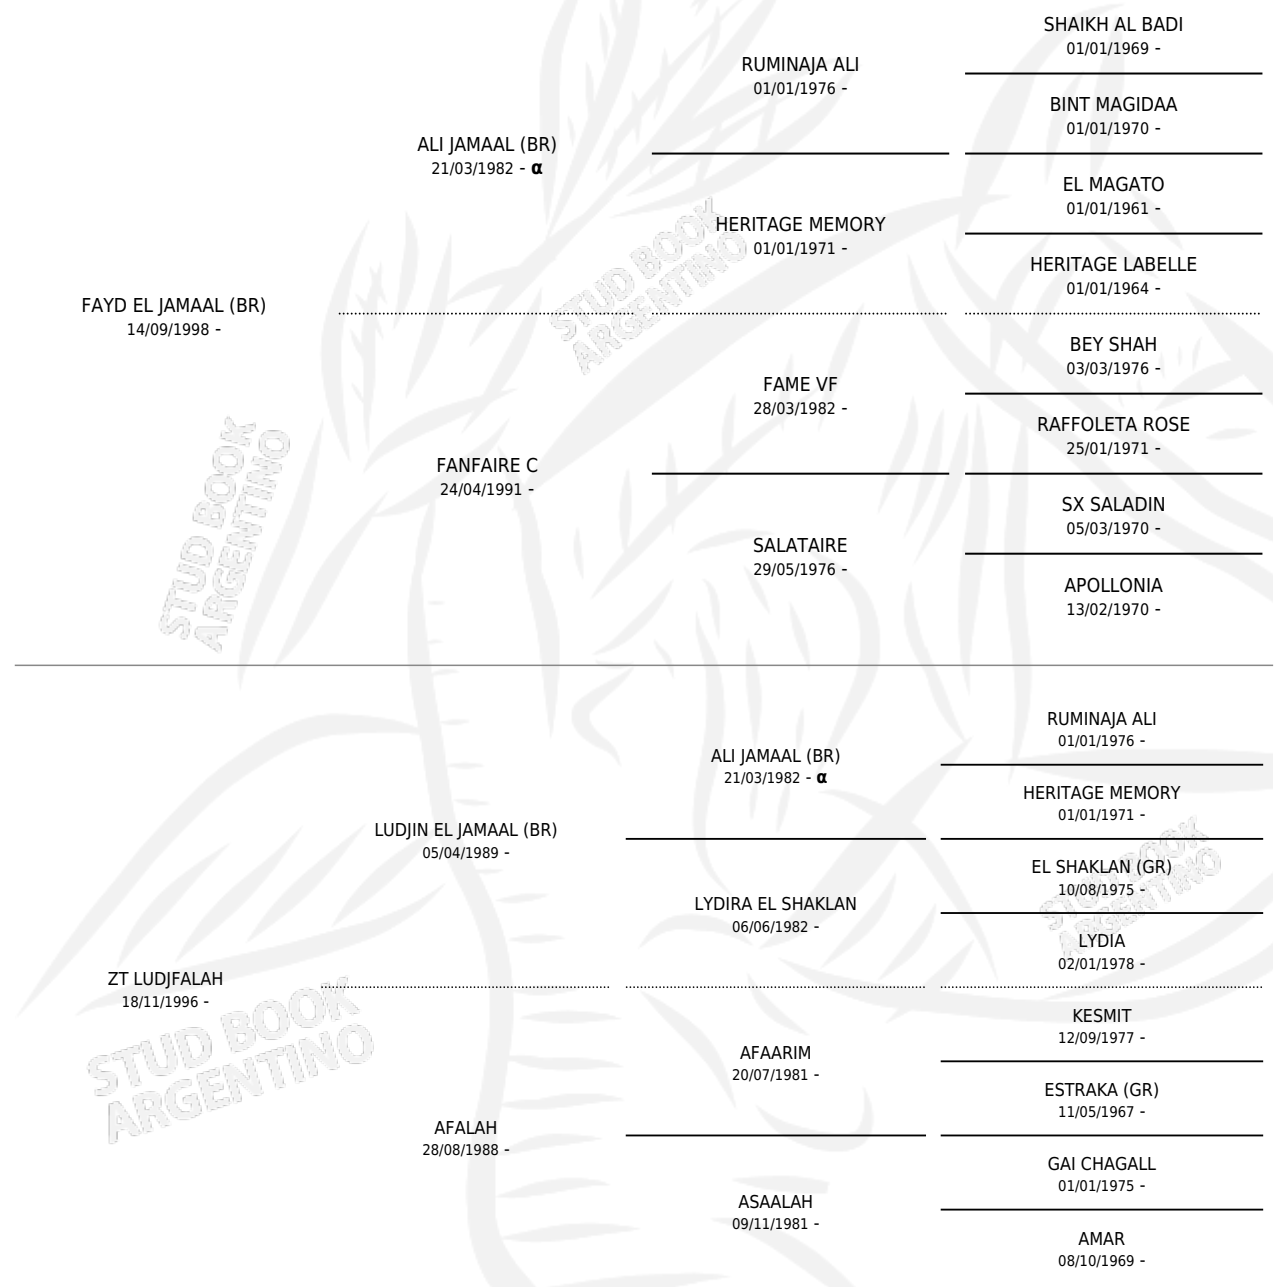 SHAIKH AL BADI
01/01/1969 -
RUMINAJA ALI
01/01/1976 -
BINT MAGIDAA
01/01/1970 -
ALI JAMAAL (BR)
21/03/1982 - α
EL MAGATO
01/01/1961 -
HERITAGE MEMORY
01/01/1971 -
HERITAGE LABELLE
01/01/1964 -
FAYD EL JAMAAL (BR)
14/09/1998 -
STUD BOOK
ARGENTINO
BEY SHAH
03/03/1976 -
FAME VF
28/03/1982 -
RAFFOLETA ROSE
25/01/1971 -
FANFAIRE C
24/04/1991 -
SX SALADIN
05/03/1970 -
SALATAIRE
29/05/1976 -
APOLLONIA
13/02/1970 -
STUD BOOK
ARGENTINO
RUMINAJA ALI
01/01/1976 -
ALI JAMAAL (BR)
21/03/1982 - α
HERITAGE MEMORY
01/01/1971 -
LUDJIN EL JAMAAL (BR)
05/04/1989 -
EL SHAKLAN (GR)
10/08/1975 -
LYDIRA EL SHAKLAN
06/06/1982 -
STUD BOOK
ARGENTINO
LYDIA
02/01/1978 -
ZT LUDJFALAH
18/11/1996 -
STUD BOOK
ARGENTINO
KESMIT
12/09/1977 -
AFAARIM
20/07/1981 -
ESTRAKA (GR)
11/05/1967 -
AFALAH
28/08/1988 -
GAI CHAGALL
01/01/1975 -
ASAALAH
09/11/1981 -
AMAR
08/10/1969 -